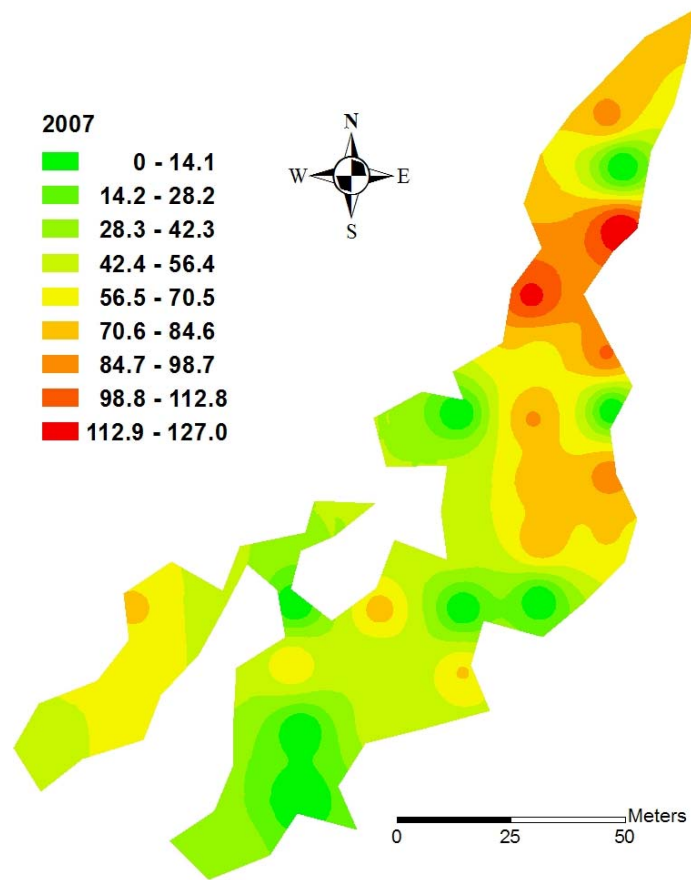 2007
0 - 14.1
14.2 - 28.2
28.3 - 42.3
42.4 - 56.4
56.5 - 70.5
70.6 - 84.6
84.7 - 98.7
98.8 - 112.8
112.9 - 127.0
N
W E
S
Meters
0 25 50